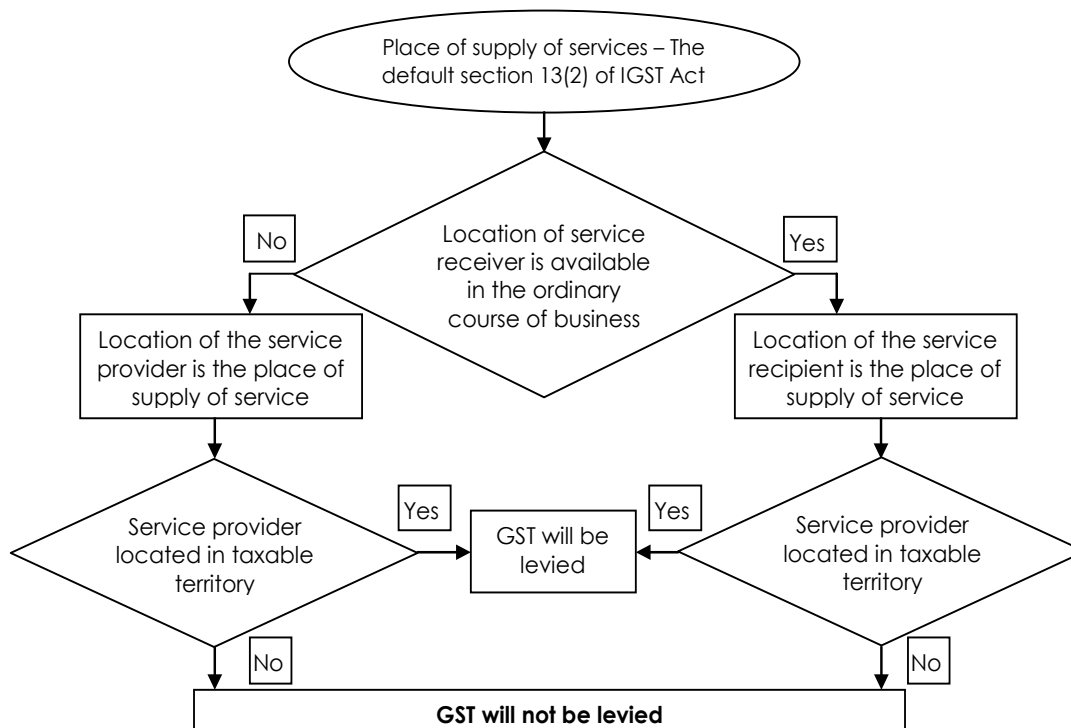 Place of supply of services – The
default section 13(2) of IGST Act
No
Location of service
receiver is available
in the ordinary
course of business
Yes
Location of the service
provider is the place of
supply of service
Location of the service
recipient is the place of
supply of service
Service provider
located in taxable
territory
Yes
GST will be
levied
Yes
Service provider
located in taxable
territory
No
No
GST will not be levied